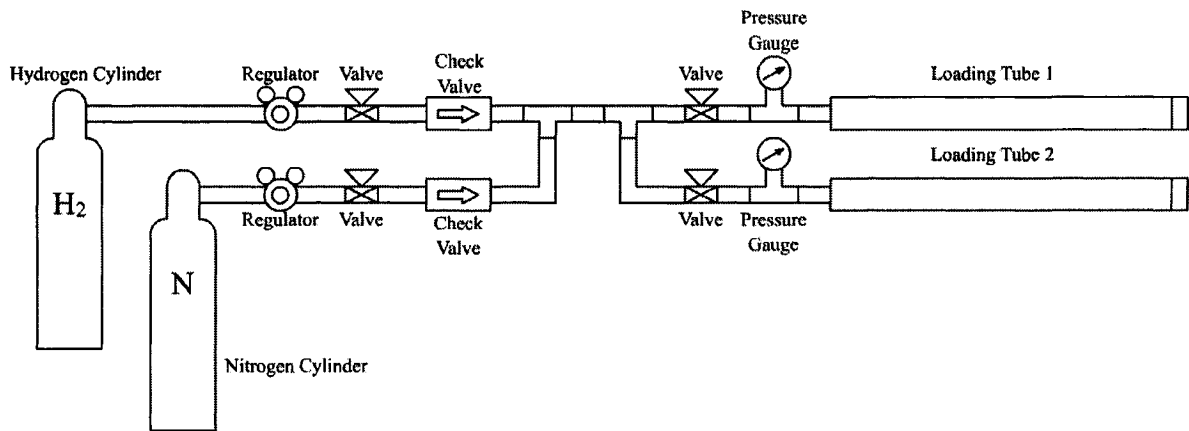 Pressure
Gauge
Hydrogen Cylinder
Regulator
Valve
Check
Valve
Valve
Loading Tube 1
H2
N
Regulator
Valve
Check
Valve
Valve
Pressure
Gauge
Loading Tube 2
Nitrogen Cylinder